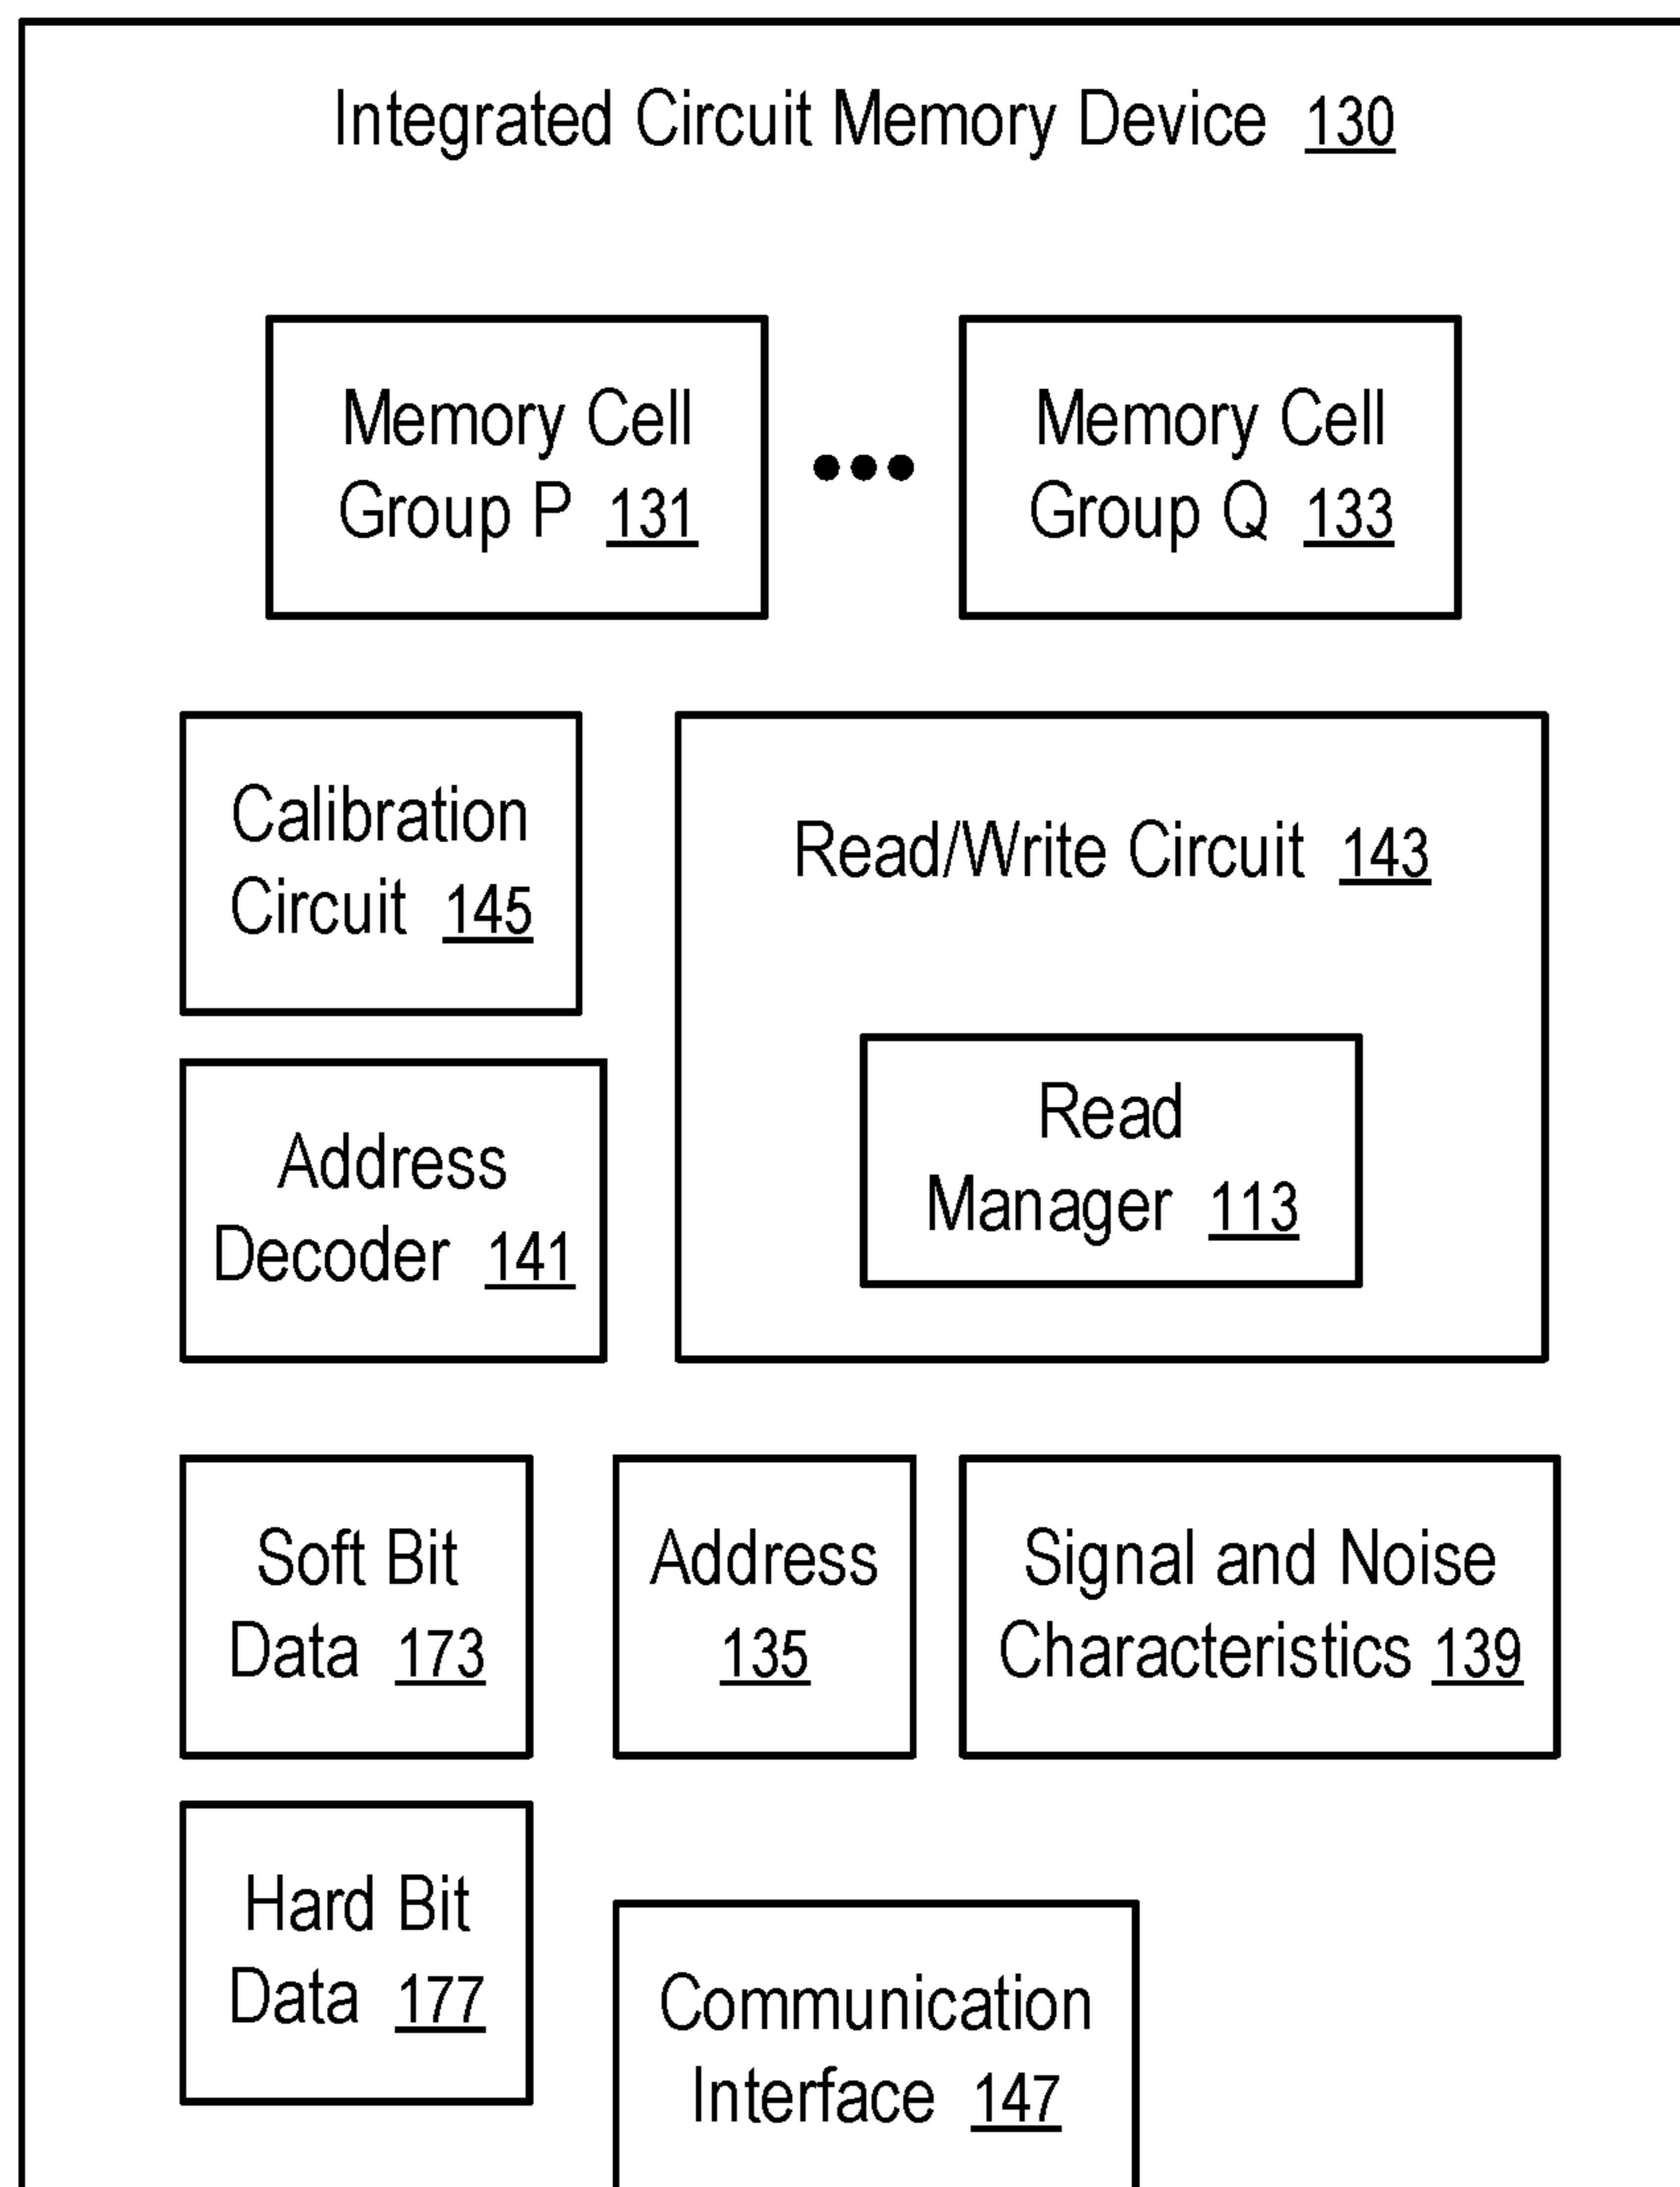 Integrated Circuit Memory Device 130
Memory Cell
Group P 131
Memory Cell
Group Q 133
Calibration
Circuit 145
Read/Write Circuit 143
Read
Manager 113
Address
Decoder 141
Soft Bit
Data 173
Address
135
Signal and Noise
Characteristics 139
Hard Bit
Data 177
Communication
Interface 147